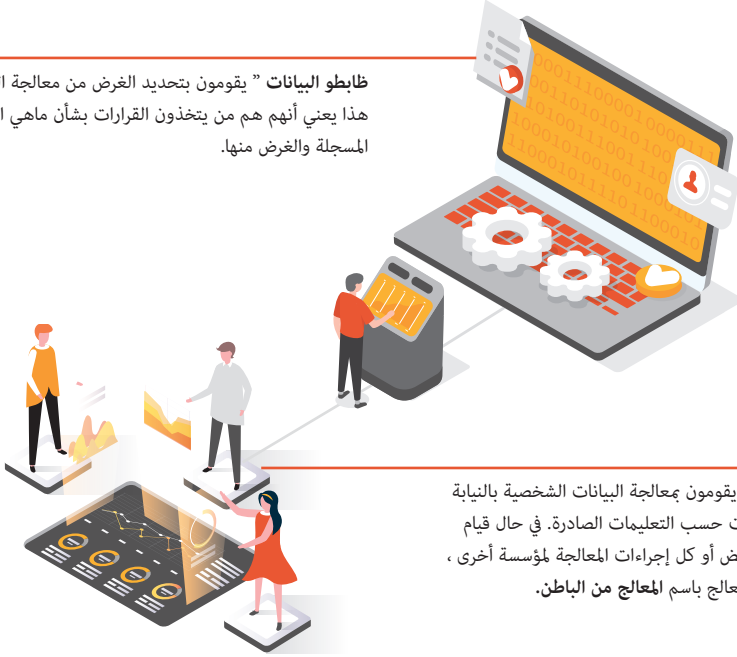 ظابطو البيانات ” يقومون بتحديد الغرض من معالجة
هذا يعني أنهم هم من يتخذون القرارات بشأن ماهي
المسجلة والغرض منها.
يقومون بمعالجة البيانات الشخصية بالنيابة
حسب التعليمات الصادرة. في حال قيام
أو كل إجراءات المعالجة لمؤسسة أخرى ،
باسم المعالج من الباطن.